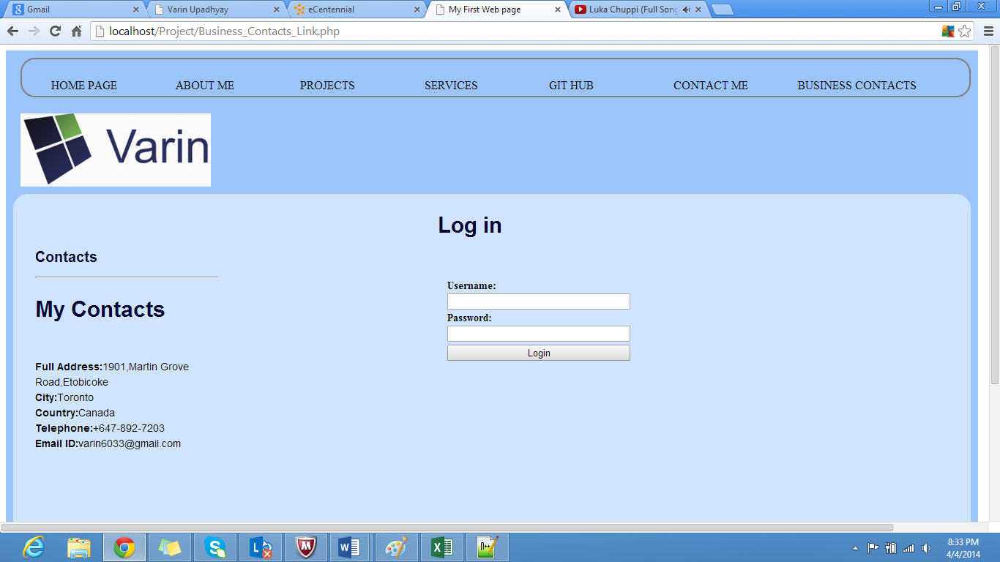 Gmail
Varin Upadhyay
eCentennial
My First Web page
Luka Chuppi (Full Song
localhost/Project/Business_Contacts_Link.php
HOME PAGE
ABOUT ME
PROJECTS
SERVICES
GIT HUB
CONTACT ME
BUSINESS CONTACTS
Varin
Log in
Contacts
My Contacts
Username:
Password:
Login
Full Address:1901,Martin Grove
Road,Etobicoke
City:Toronto
Country:Canada
Telephone:+647-892-7203
Email ID:varin6033@gmail.com
8:33 PM
4/4/2014